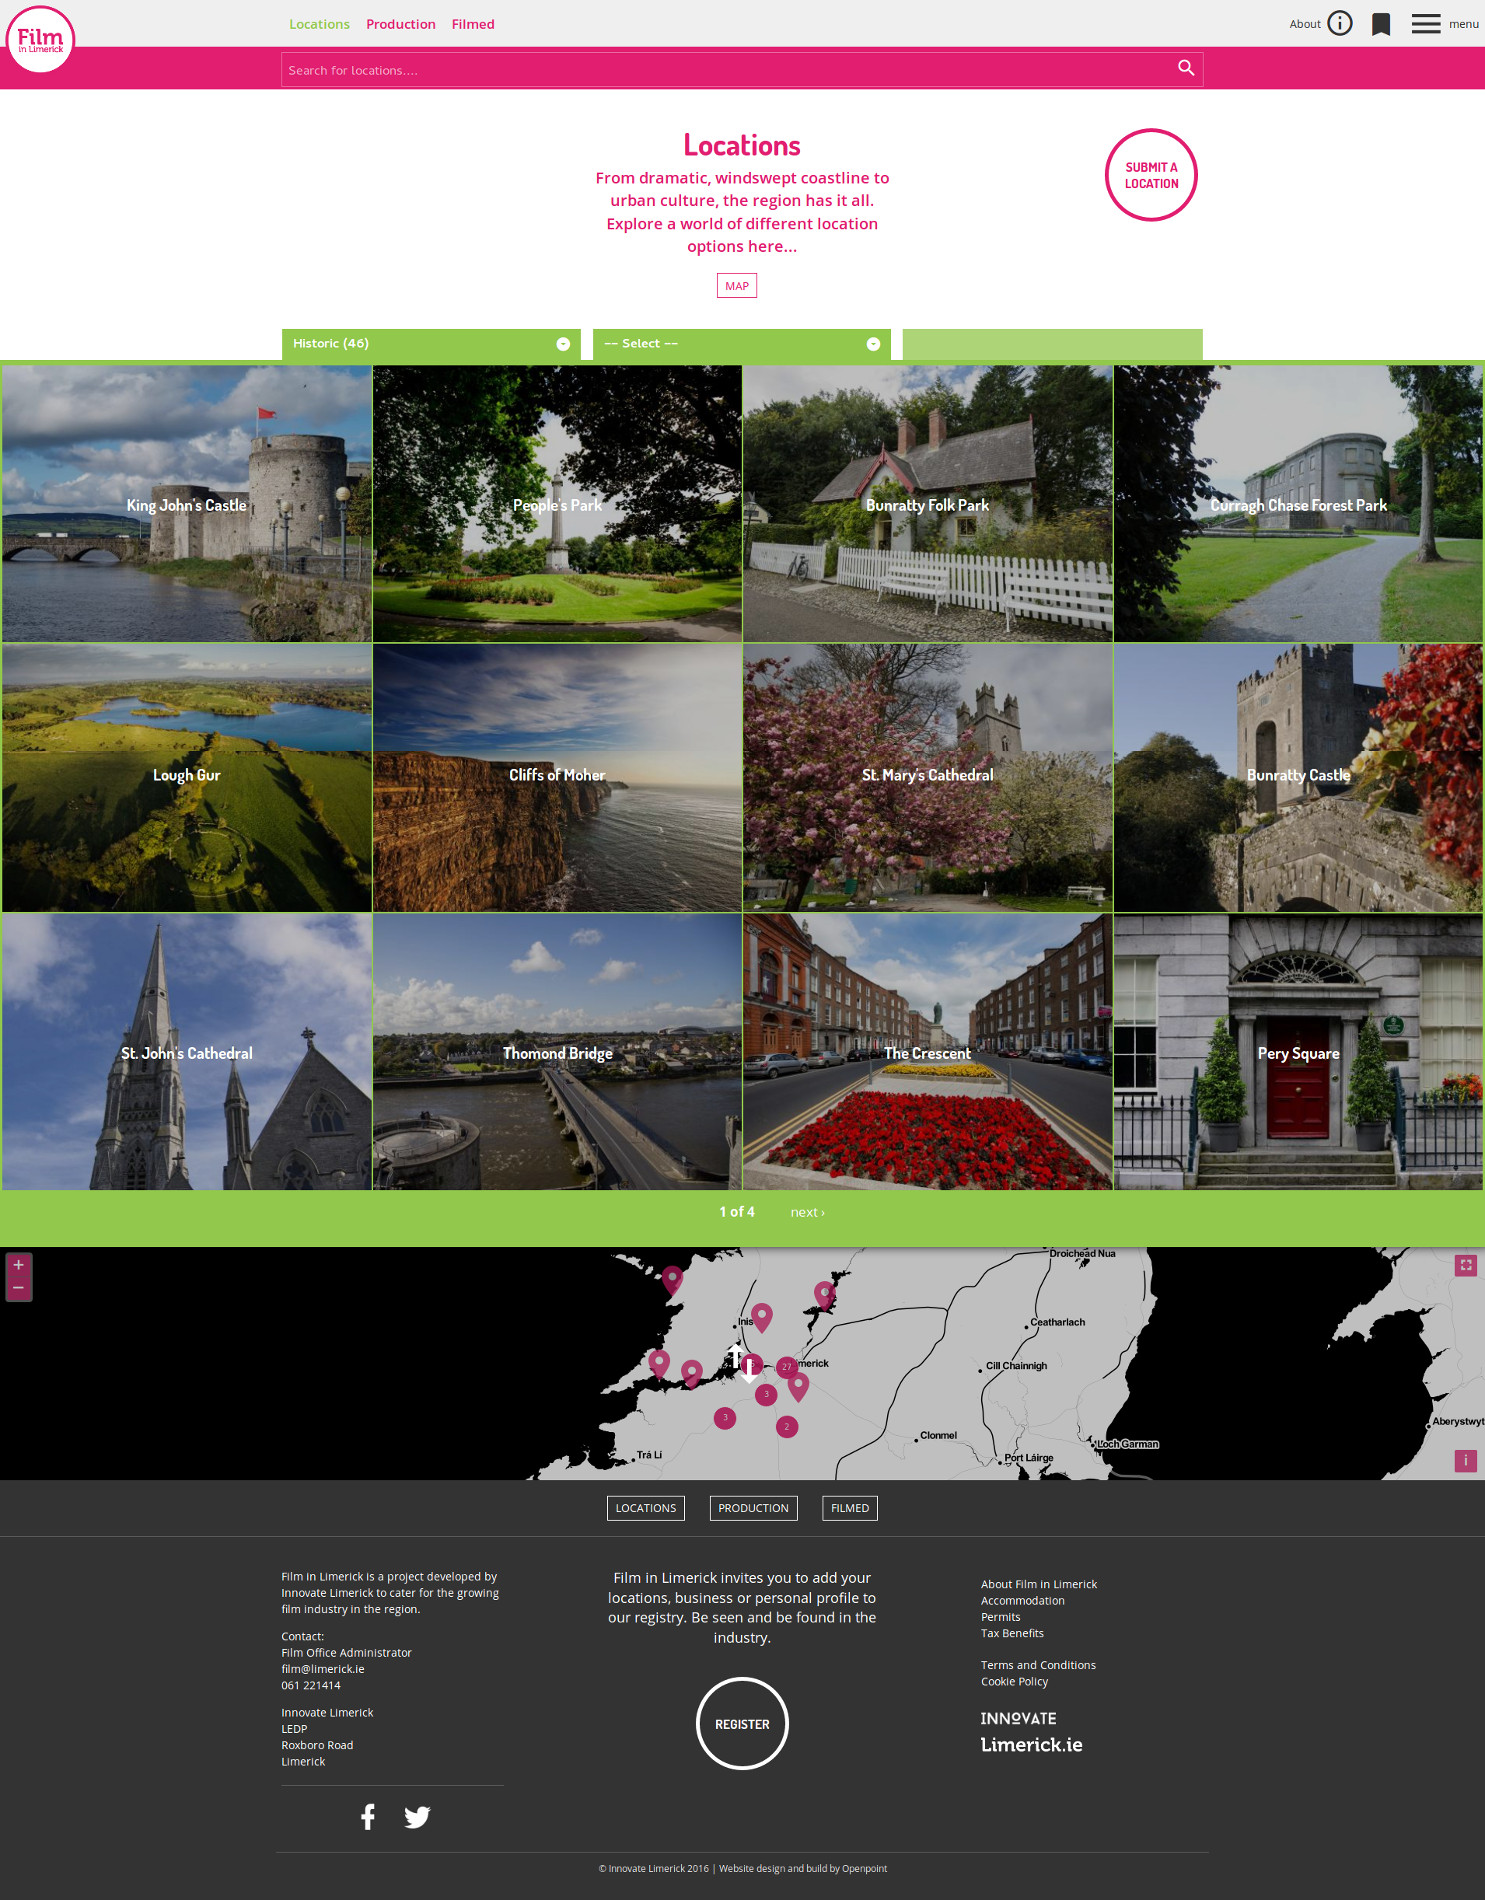 Film
in Limerick
Locations Production Filmed
About
menu
Search for locations....
Locations
From dramatic, windswept coastline to
urban culture, the region has it all.
Explore a world of different location
options here...
SUBMIT A
LOCATION
MAP
Historic (46)
-- Select --
King John's Castle
People's Park
Bunratty Folk Park
Curragh Chase Forest Park
Lough Gur
Cliffs of Moher
St. Mary's Cathedral
Bunratty Castle
St. John's Cathedral
Thomond Bridge
The Crescent
Pery Square
1 of 4 next ›
+
−
Droichead Nua
Inis
Ceatharlach
merick
27
Cill Chainnigh
3
3
2
Clonmel
Aberystwyt
Loch Garman
Trá Lí
Port Láirge
i
LOCATIONS PRODUCTION FILMED
Film in Limerick is a project developed by
Innovate Limerick to cater for the growing
film industry in the region.
Contact:
Film Office Administrator
film@limerick.ie
061 221414
Innovate Limerick
LEDP
Roxboro Road
Limerick
Film in Limerick invites you to add your
locations, business or personal profile to
our registry. Be seen and be found in the
industry.
REGISTER
About Film in Limerick
Accommodation
Permits
Tax Benefits
Terms and Conditions
Cookie Policy
INNOVATE
Limerick.ie
© Innovate Limerick 2016 | Website design and build by Openpoint